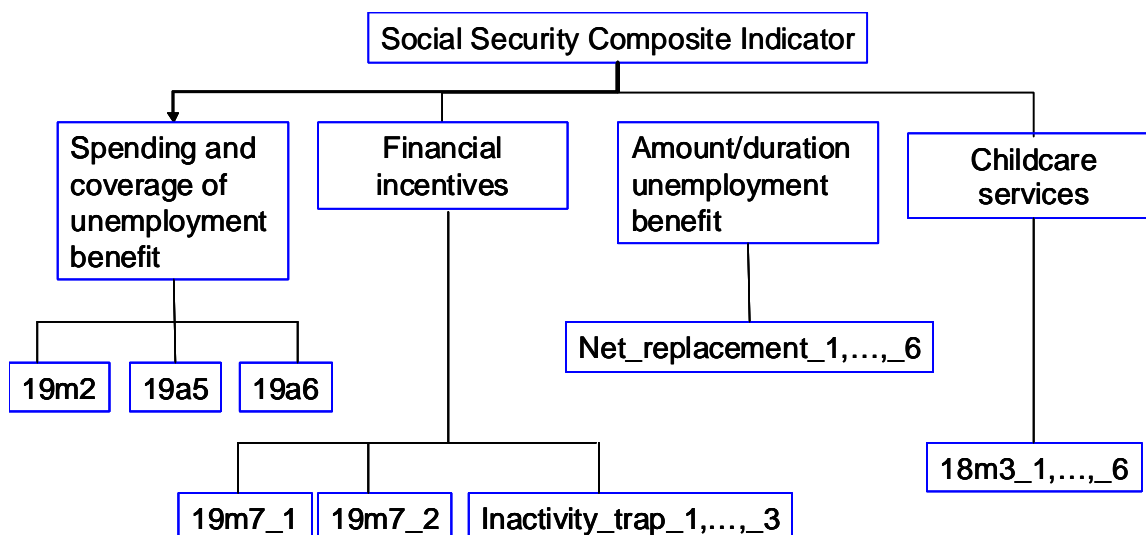 Social Security Composite Indicator
Spending and
coverage of
unemployment
benefit
Financial
incentives
Amount/duration
unemployment
benefit
Childcare
services
Net_replacement_1,…,_6
19m2
19a5
19a6
18m3_1,…,_6
19m7_1
19m7_2
Inactivity_trap_1,…,_3